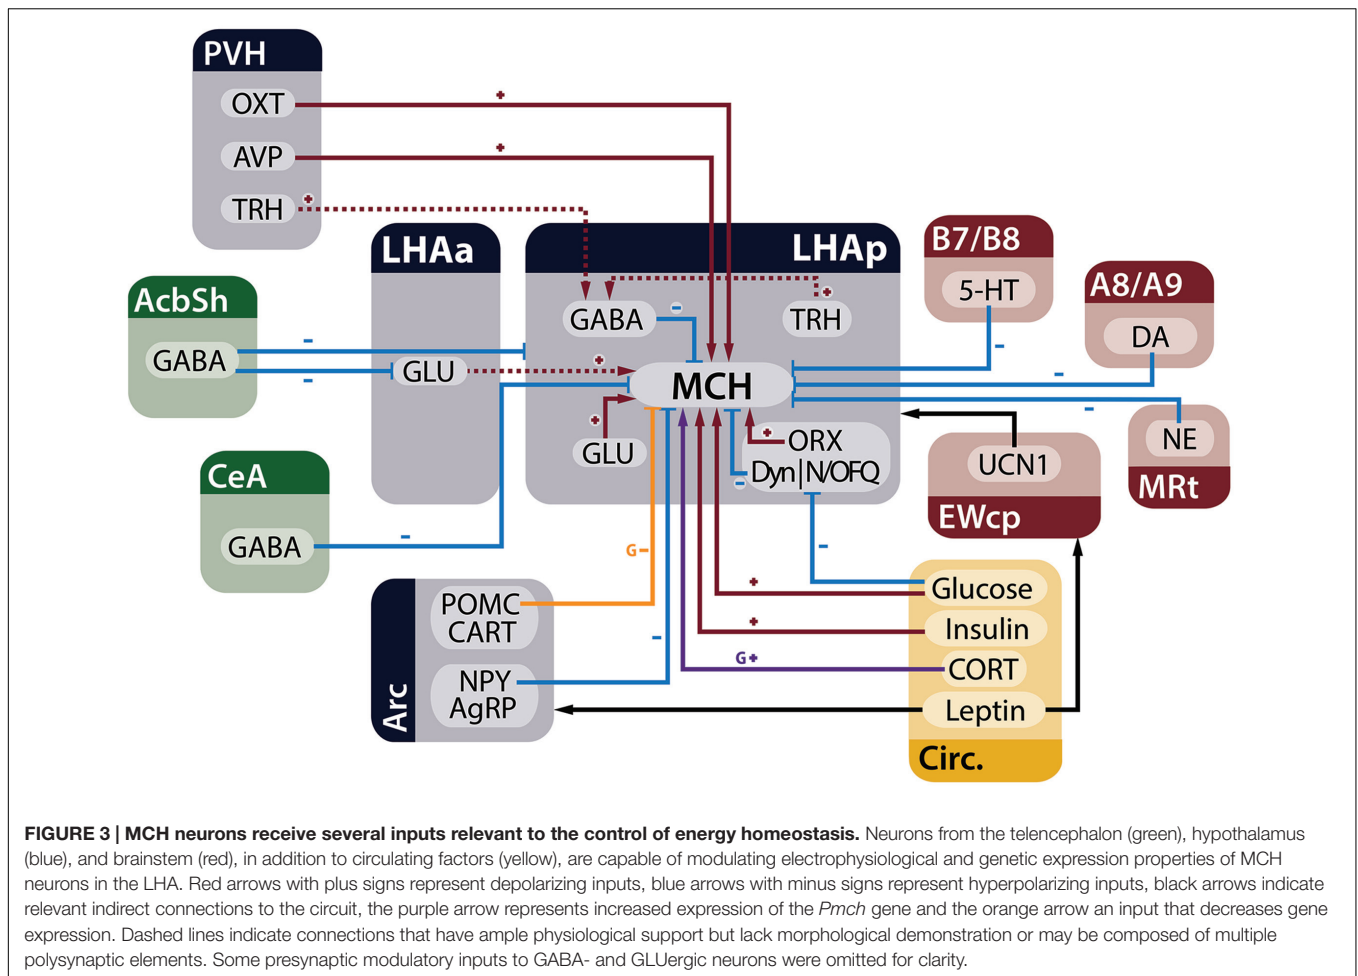 PVH
OXT
+
AVP
+
TRH
+
LHAa
LHAp
B7/B8
5-HT
-
A8/A9
DA
-
AcbSh
GABA
-
-
GABA
-
TRH
+
GLU
+
MCH
GLU
+
ORX
+
Dyn|N/OFQ
-
NE
-
MRt
UCN1
EWcp
CeA
GABA
-
G-
POMC
CART
NPY
AgRP
-
Arc
Glucose
-
+
Insulin
+
CORT
G+
Leptin
Circ.
FIGURE 3 | MCH neurons receive several inputs relevant to the control of energy homeostasis. Neurons from the telencephalon (green), hypothalamus
(blue), and brainstem (red), in addition to circulating factors (yellow), are capable of modulating electrophysiological and genetic expression properties of MCH
neurons in the LHA. Red arrows with plus signs represent depolarizing inputs, blue arrows with minus signs represent hyperpolarizing inputs, black arrows indicate
relevant indirect connections to the circuit, the purple arrow represents increased expression of the Pmch gene and the orange arrow an input that decreases gene
expression. Dashed lines indicate connections that have ample physiological support but lack morphological demonstration or may be composed of multiple
polysynaptic elements. Some presynaptic modulatory inputs to GABA- and GLUergic neurons were omitted for clarity.